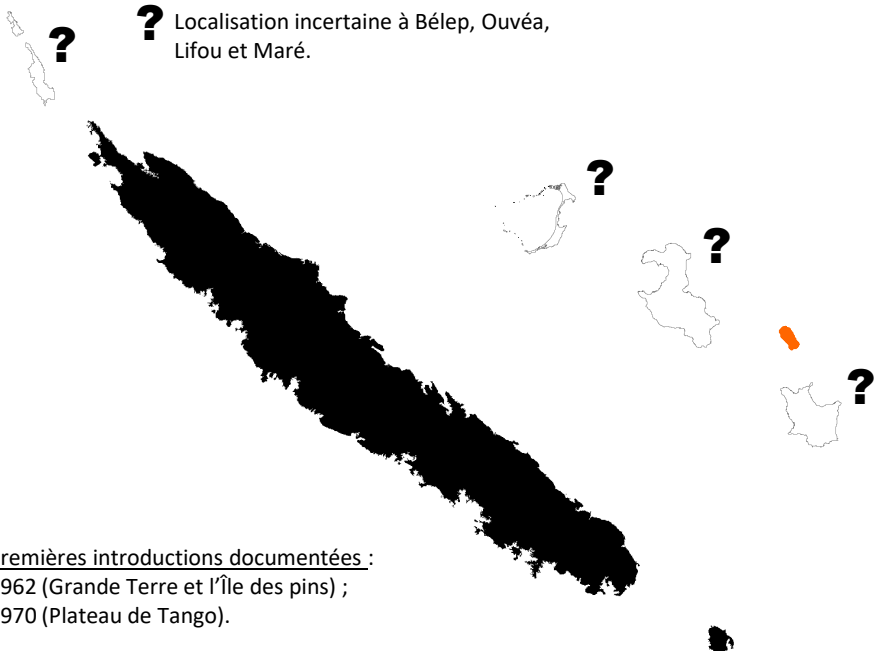 ? Localisation incertaine à Bélep, Ouvéa,
Lifou et Maré.
?
?
?
?
remières introductions documentées :
962 (Grande Terre et l'Île des pins) ;
970 (Plateau de Tango).